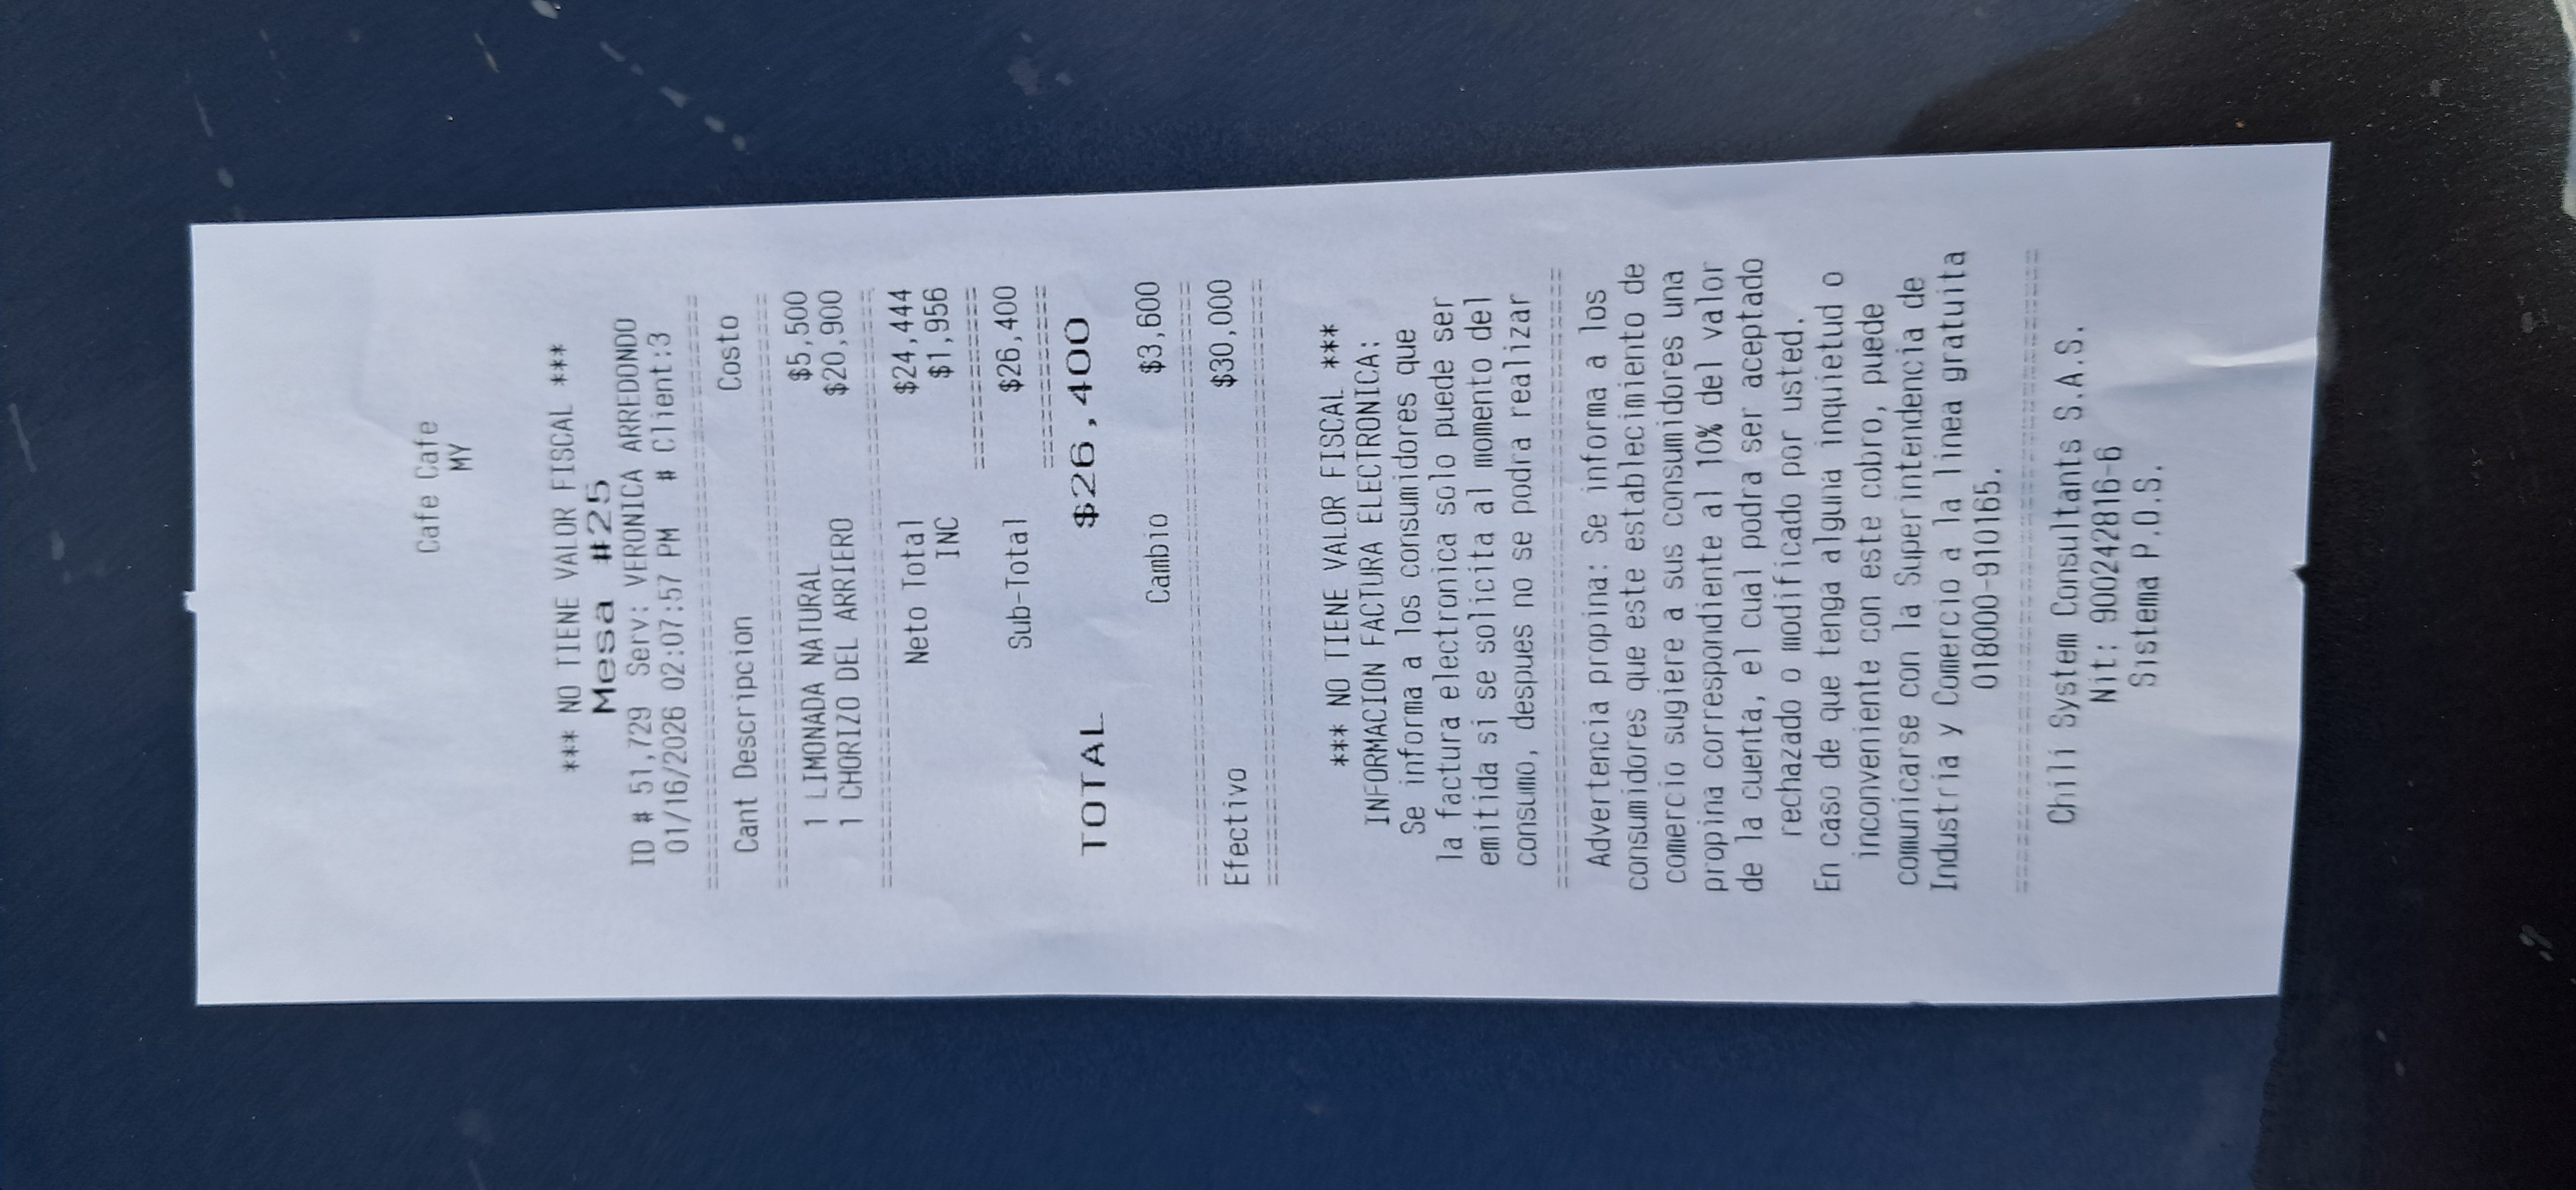 Cafe Cafe
MY
*** NO TIENE VALOR FISCAL ***
Mesa #25
ID # 51,729 Serv: VERONICA ARREDONDO
01/16/2026 02:07:57 PM # Client:3
Cant Descripcion Costo
1 LIMONADA NATURAL $5,500
1 CHORIZO DEL ARRIERO $20,900
Neto Total $24,444
INC $1,956
Sub-Total $26,400
TOTAL $26,400
Cambio $3,600
Efectivo $30,000
*** NO TIENE VALOR FISCAL ***
INFORMACION FACTURA ELECTRONICA:
Se informa a los consumidores que
la factura electronica solo puede ser
emitida si se solicita al momento del
consumo, despues no se podra realizar
Advertencia propina: Se informa a los
consumidores que este establecimiento de
comercio sugiere a sus consumidores una
propina correspondiente al 10% del valor
de la cuenta, el cual podra ser aceptado
rechazado o modificado por usted.
En caso de que tenga alguna inquietud o
inconveniente con este cobro, puede
comunicarse con la Superintendencia de
Industria y Comercio a la linea gratuita
018000-910165.
Chili System Consultants S.A.S.
Nit: 900242816-6
Sistema P.O.S.